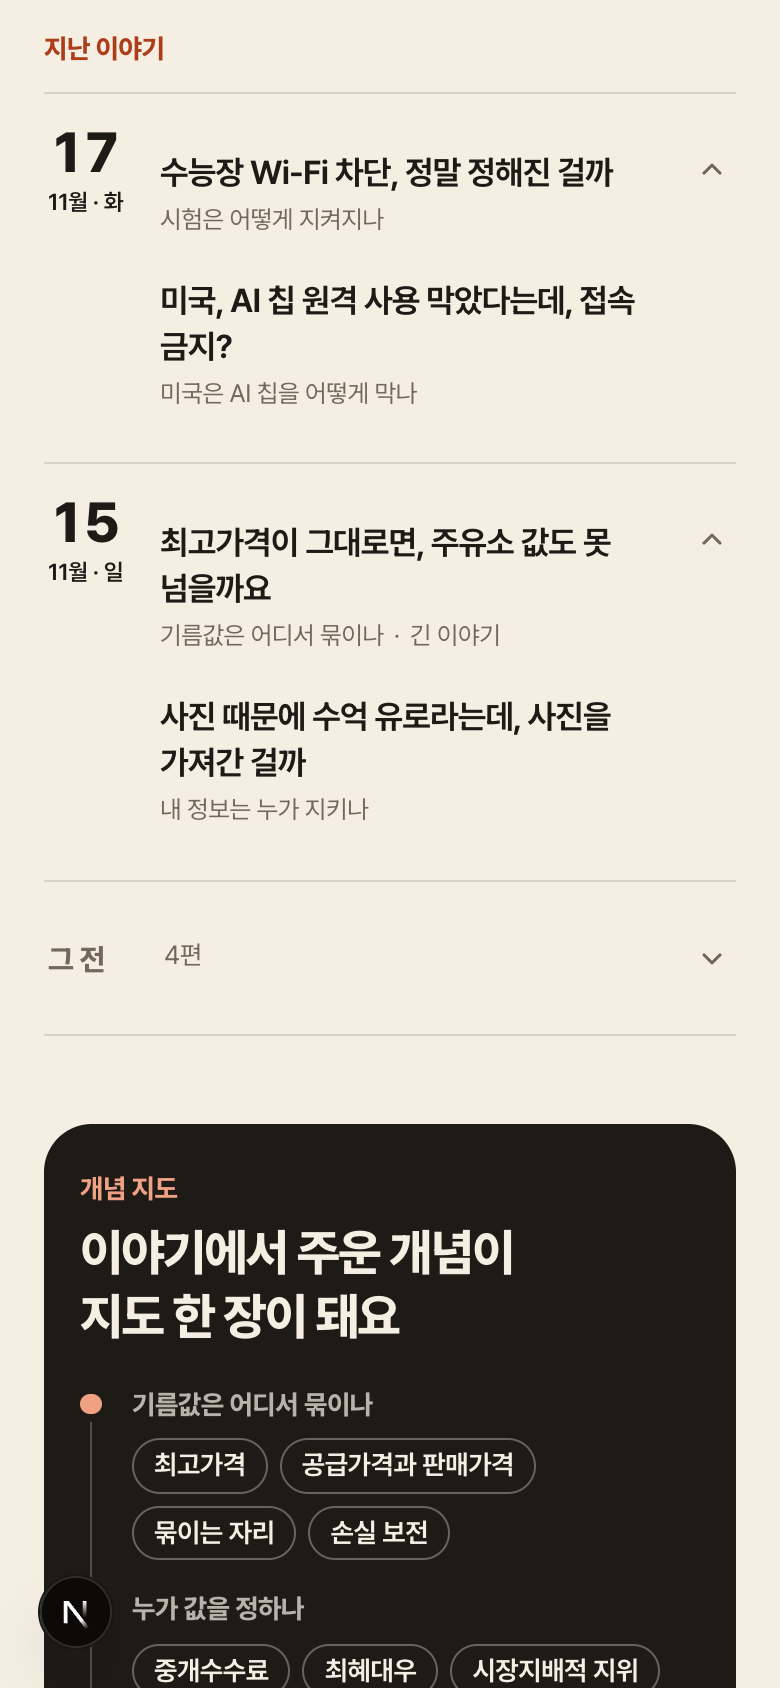 지난 이야기
17
11월 · 화
수능장 Wi-Fi 차단, 정말 정해진 걸까
시험은 어떻게 지켜지나
미국, AI 칩 원격 사용 막았다는데, 접속
금지?
미국은 AI 칩을 어떻게 막나
15
11월 · 일
최고가격이 그대로면, 주유소 값도 못
넘을까요
기름값은 어디서 묶이나 · 긴 이야기
사진 때문에 수억 유로라는데, 사진을
가져간 걸까
내 정보는 누가 지키나
그 전
4편
개념 지도
이야기에서 주운 개념이
지도 한 장이 돼요
기름값은 어디서 묶이나
최고가격
공급가격과 판매가격
묶이는 자리
손실 보전
N
누가 값을 정하나
중개수수료
최혜대우
시장지배적 지위